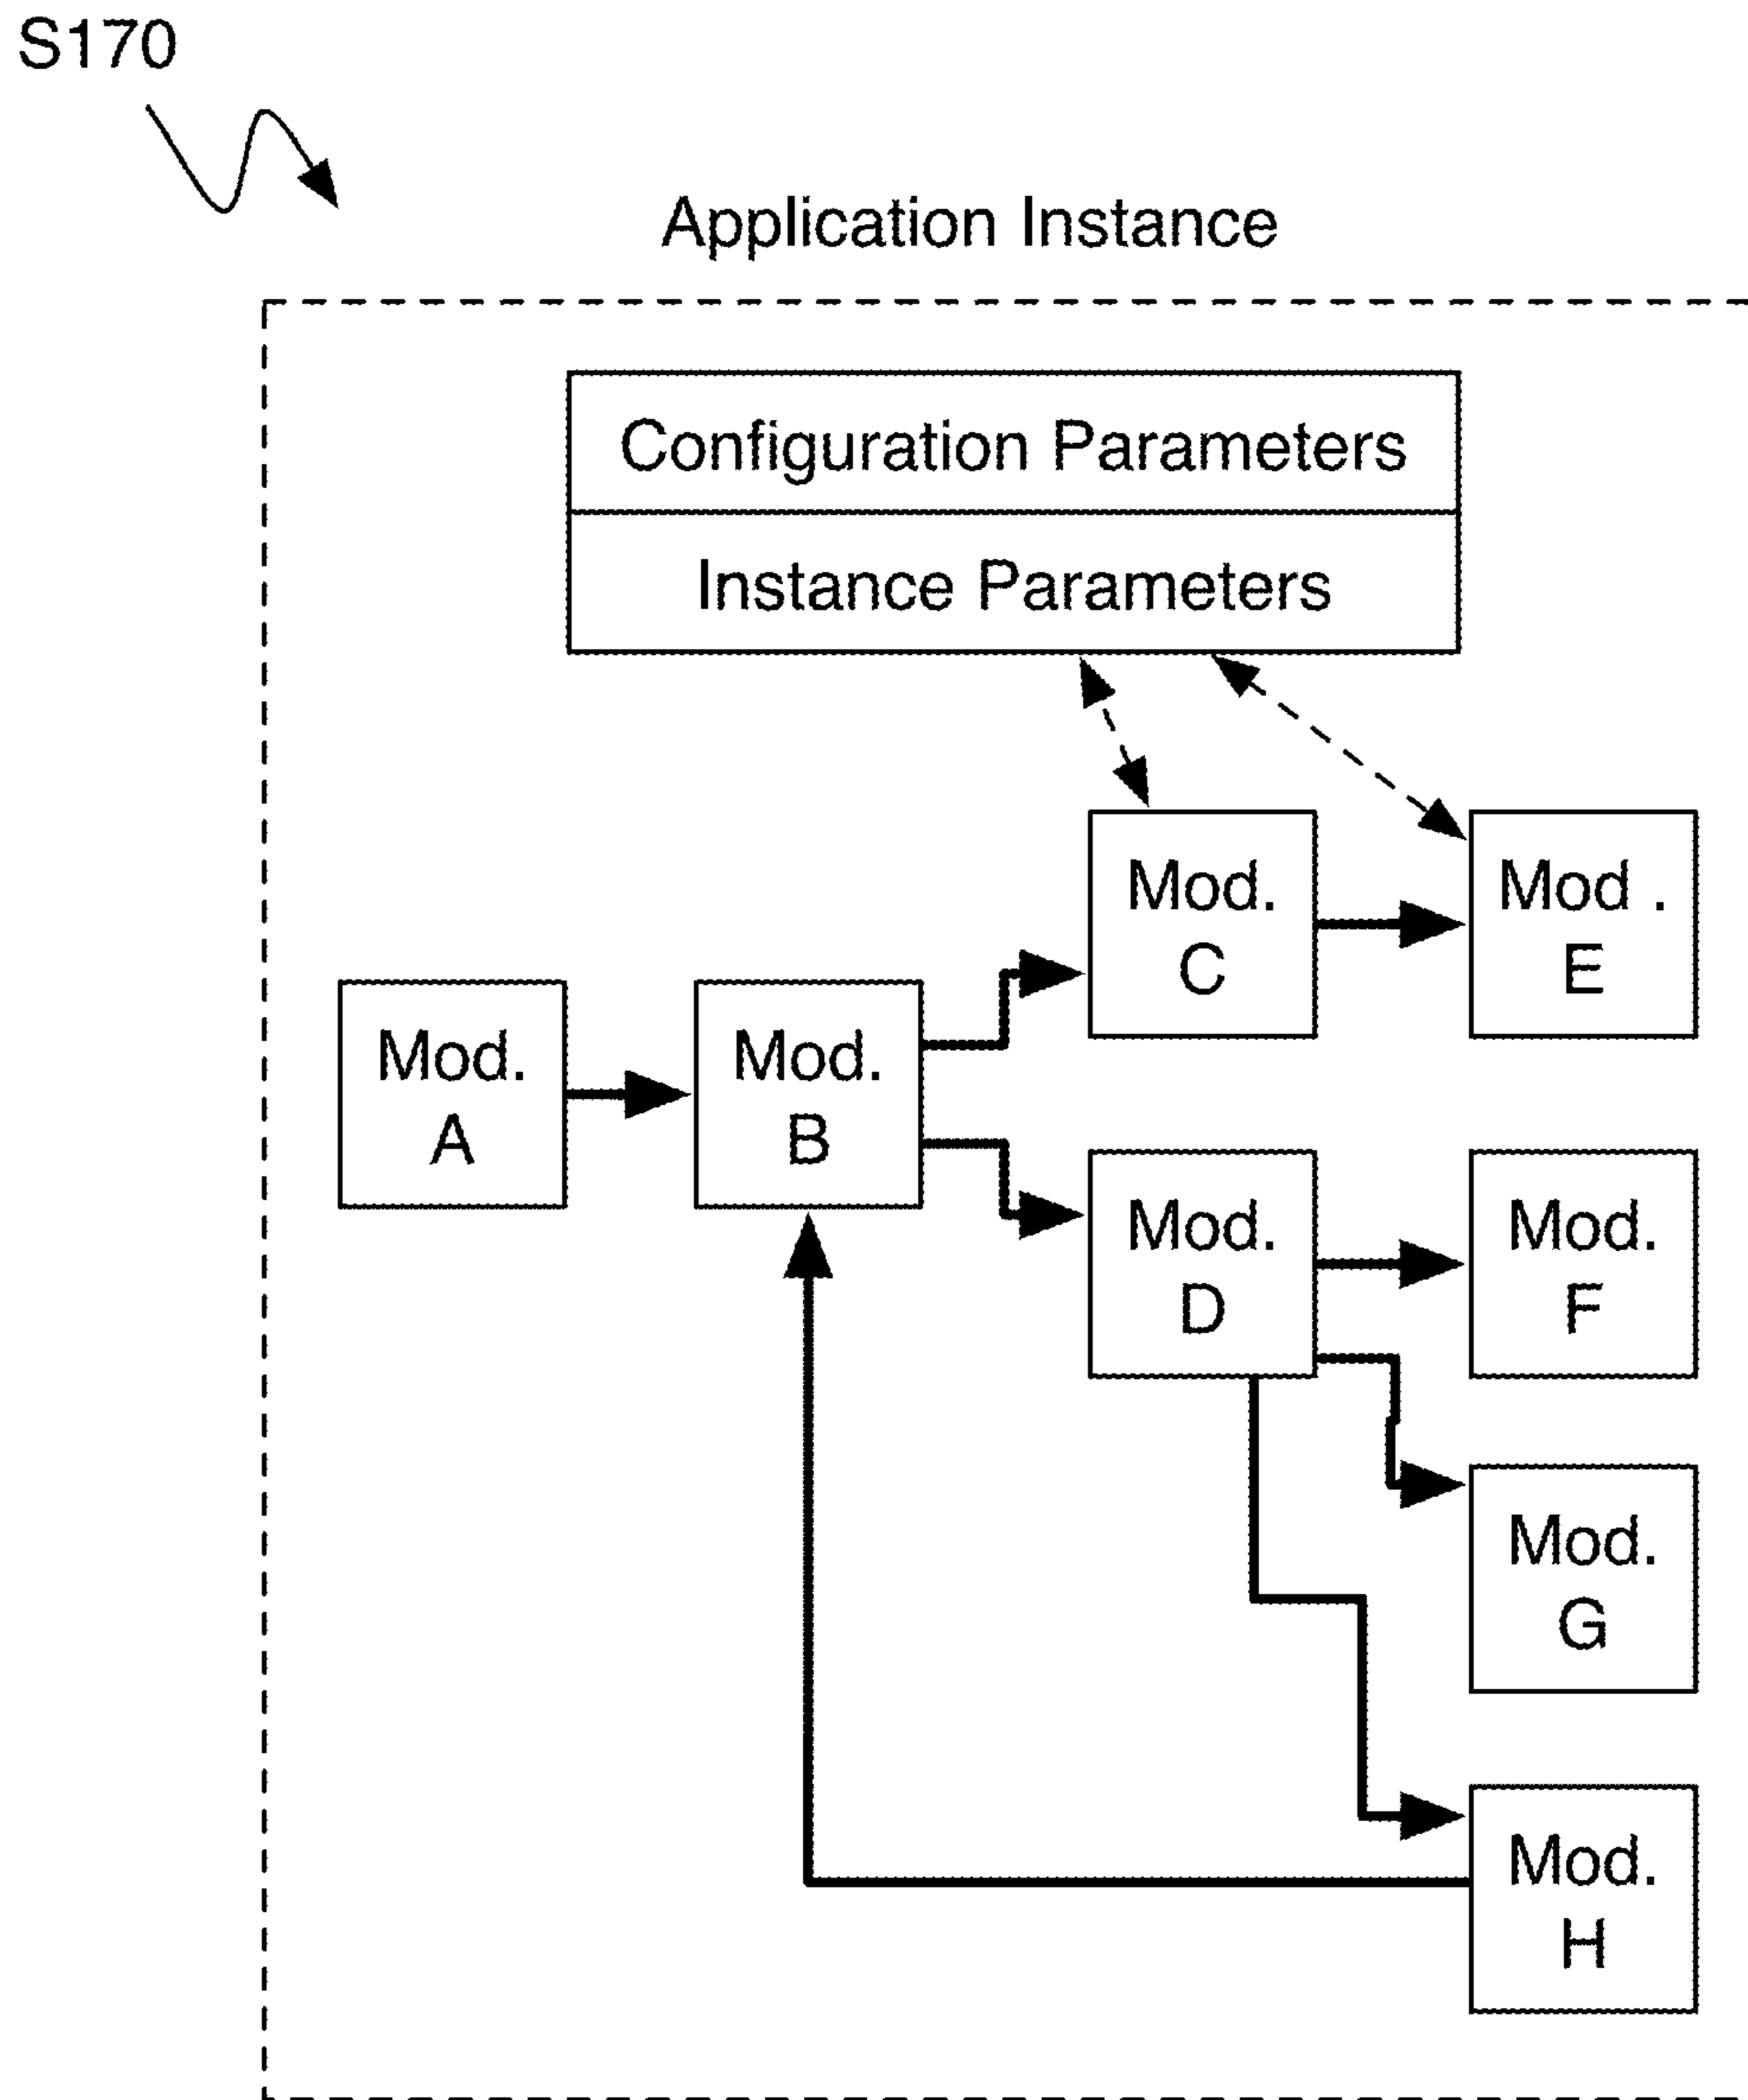 S170
Application Instance
Configuration Parameters
Instance Parameters
Mod.
C
Mod .
E
Mod.
A
Mod.
B
Mod.
D
Mod.
F
Mod.
G
Mod.
H